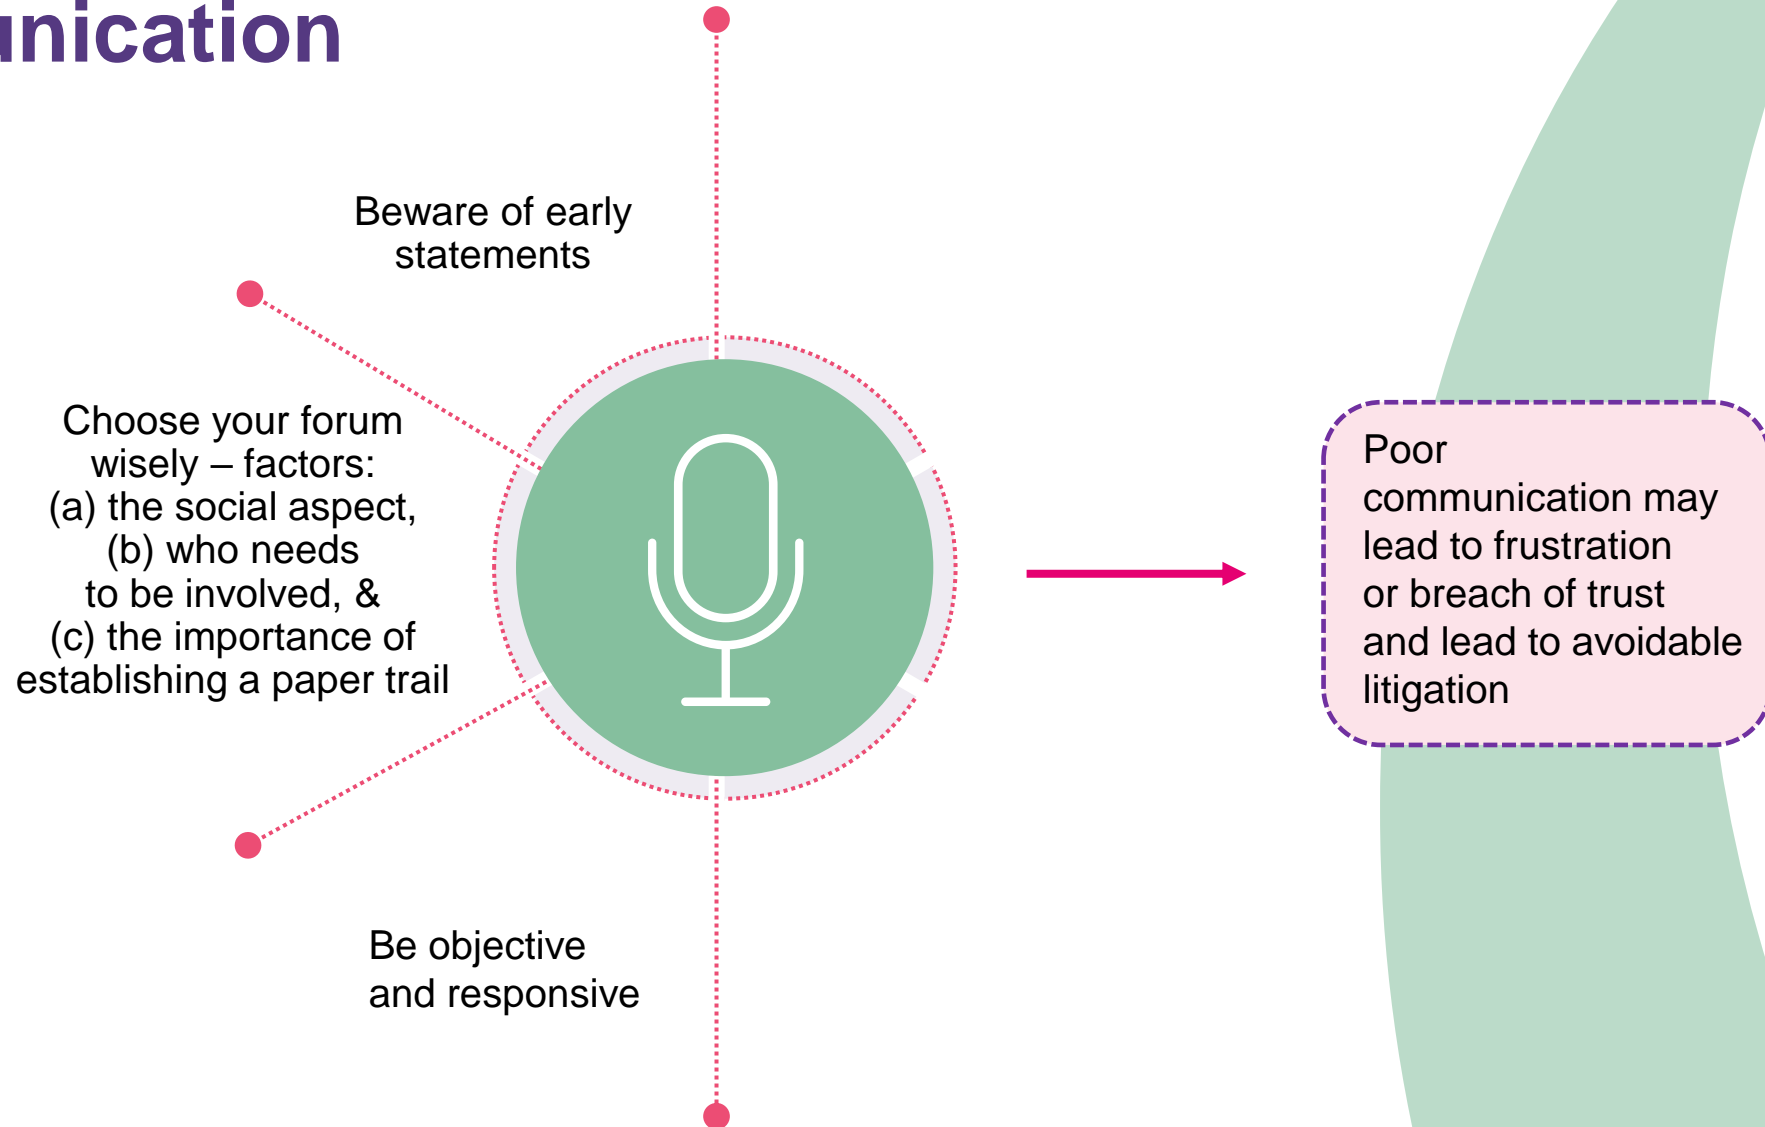 unication
Beware of early
statements
Choose your forum
wisely – factors:
(a) the social aspect,
(b) who needs
to be involved, &
(c) the importance of
establishing a paper trail
Be objective
and responsive
Poor
communication may
lead to frustration
or breach of trust
and lead to avoidable
litigation